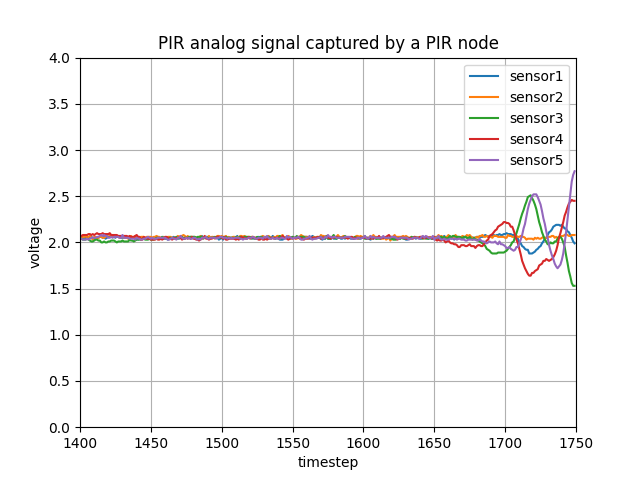 PIR analog signal captured by a PIR node
4.0
3.5
3.0
2.5
2.0
1.5
1.0
0.5
0.0
voltage
sensor1
sensor2
sensor3
sensor4
sensor5
1400 1450 1500 1550 1600 1650 1700 1750
timestep